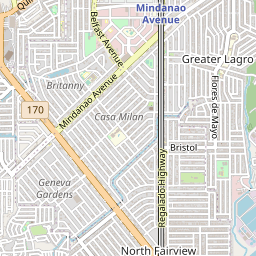 Mindanao
Avenue
Qui
Belfast Avenue
Greater Lagro
Britanny
Mindanao Avenue
Flores de Mayo
170
Casa Milan
Bristol
Regalado Highway
Geneva
Gardens
North Fairview